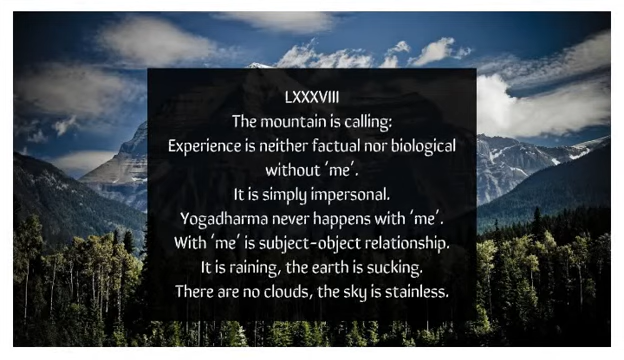 LXXXVIII
The mountain is calling:
Experience is neither factual nor biological
without 'me'.
It is simply impersonal.
Yogadharma never happens with 'me'.
With 'me' is subject-object relationship.
It is raining, the earth is sucking.
There are no clouds, the sky is stainless.